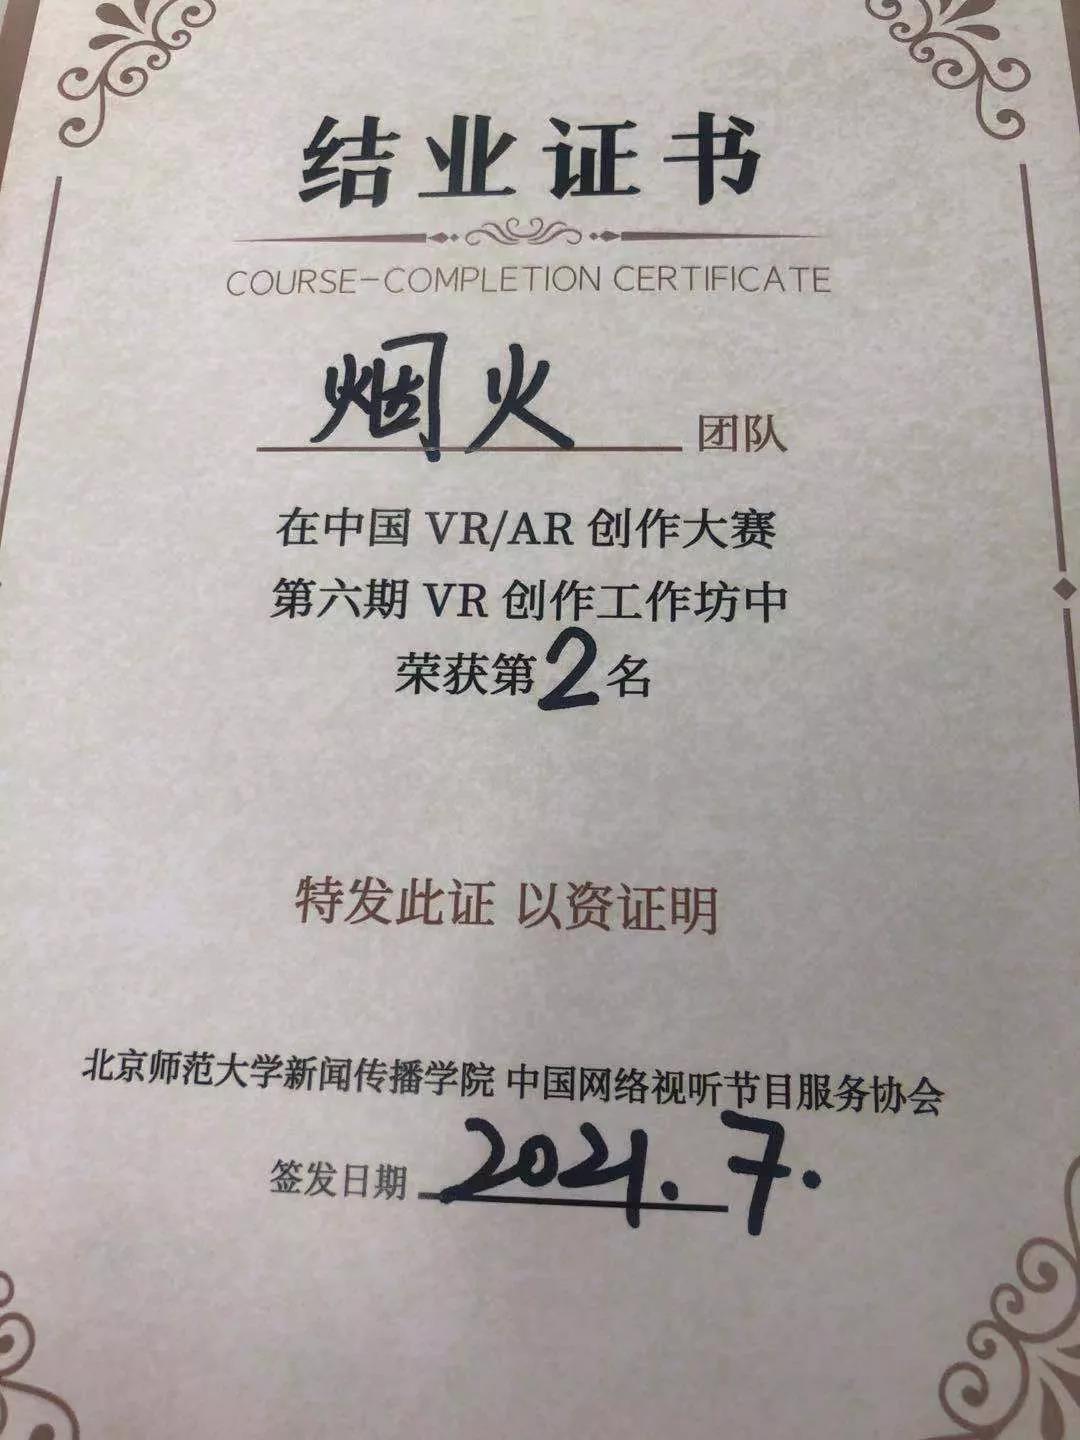 结业证书
COURSE-COMPLETION CERTIFICATE
烟火 团队
在中国 VR/AR 创作大赛
第六期 VR 创作工作坊中
荣获第2名
特发此证 以资证明
北京师范大学新闻传播学院 中国网络视听节目服务协会
签发日期 2021.7.